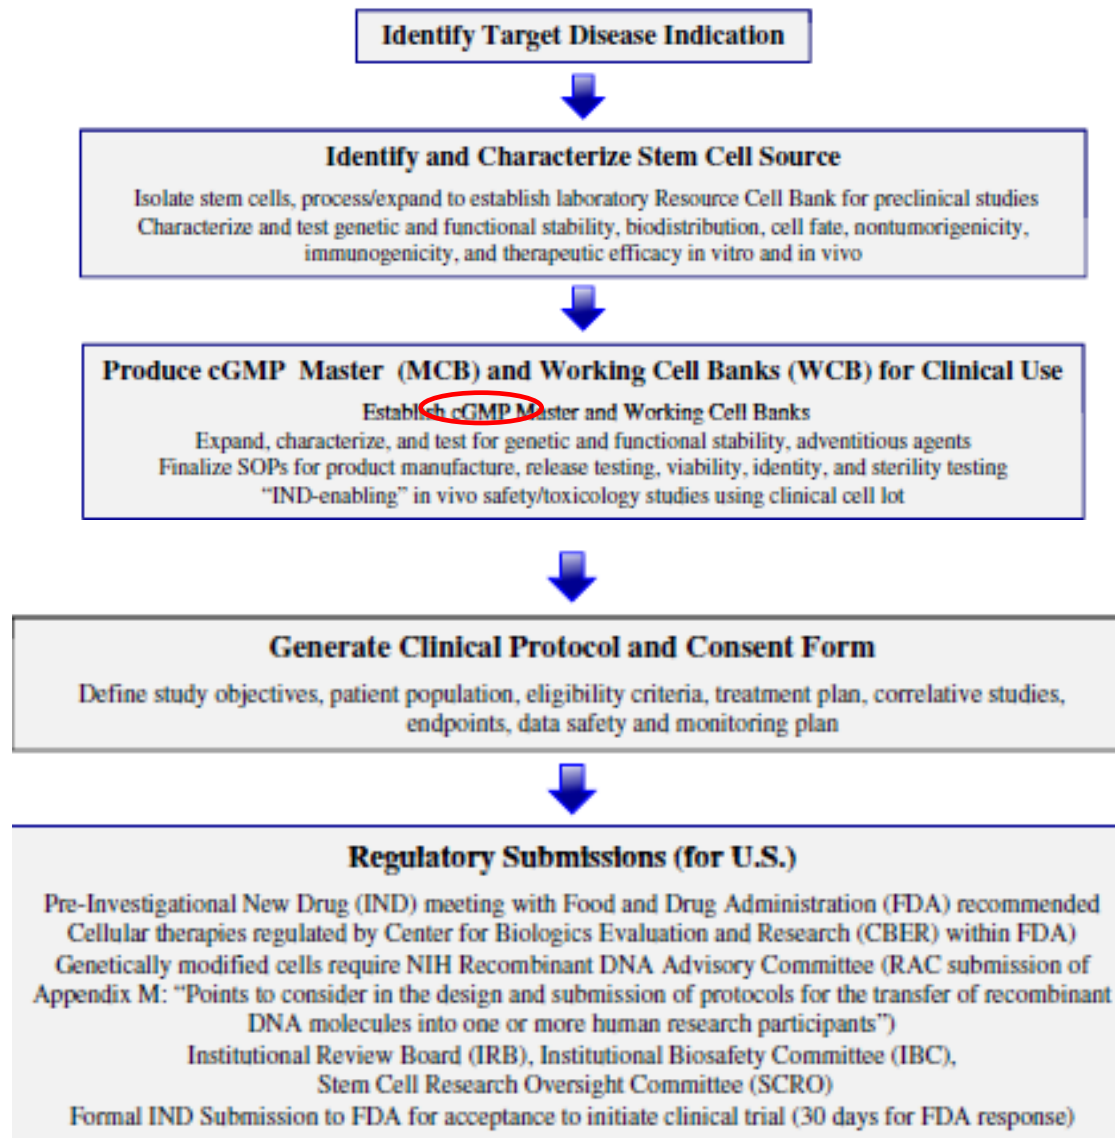 Identify Target Disease Indication
Identify and Characterize Stem Cell Source
Isolate stem cells, process/expand to establish laboratory Resource Cell Bank for preclinical studies
Characterize and test genetic and functional stability, biodistribution, cell fate, nontumorigenicity,
immunogenicity, and therapeutic efficacy in vitro and in vivo
Produce cGMP Master (MCB) and Working Cell Banks (WCB) for Clinical Use
Establish cGMP Master and Working Cell Banks
Expand, characterize, and test for genetic and functional stability, adventitious agents
Finalize SOPs for product manufacture, release testing, viability, identity, and sterility testing
“IND-enabling” in vivo safety/toxicology studies using clinical cell lot
Generate Clinical Protocol and Consent Form
Define study objectives, patient population, eligibility criteria, treatment plan, correlative studies,
endpoints, data safety and monitoring plan
Regulatory Submissions (for U.S.)
Pre-Investigational New Drug (IND) meeting with Food and Drug Administration (FDA) recommended
Cellular therapies regulated by Center for Biologics Evaluation and Research (CBER) within FDA)
Genetically modified cells require NIH Recombinant DNA Advisory Committee (RAC submission of
Appendix M: “Points to consider in the design and submission of protocols for the transfer of recombinant
DNA molecules into one or more human research participants”)
Institutional Review Board (IRB), Institutional Biosafety Committee (IBC),
Stem Cell Research Oversight Committee (SCRO)
Formal IND Submission to FDA for acceptance to initiate clinical trial (30 days for FDA response)